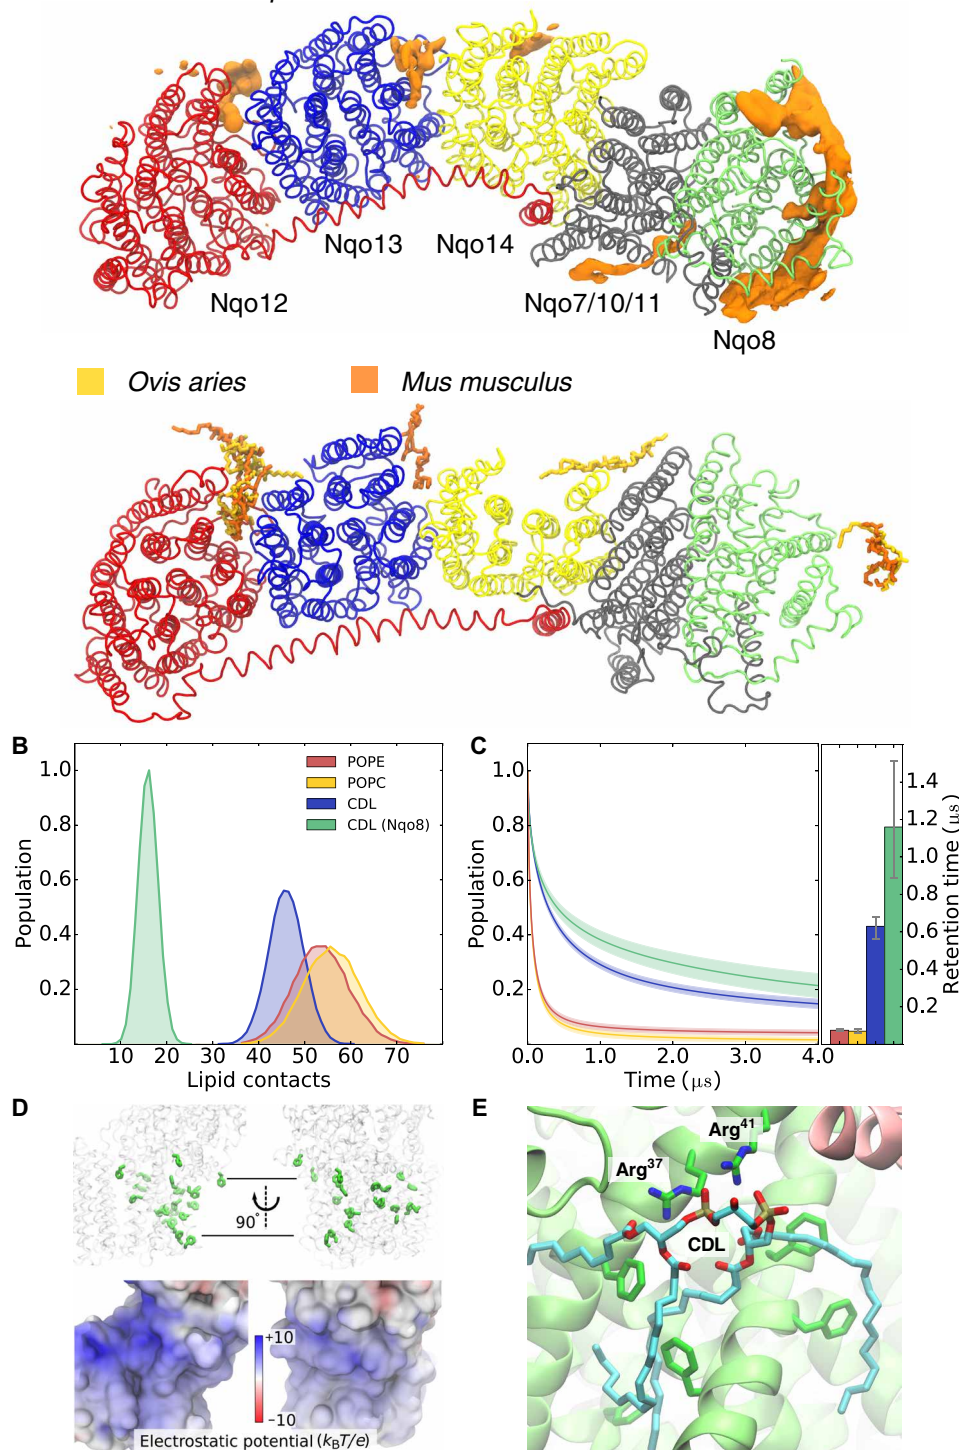 Nqo13 Nqo14
Nqo12 Nqo7/10/11
Nqo8
Ovis aries Mus musculus
B
POPE
POPC
CDL
CDL (Nqo8)
1.0
0.8
0.6
0.4
0.2
Population
10 20 30 40 50 60 70
Lipid contacts
C
1.0
0.8
0.6
0.4
0.2
Population
0.0 1.0 2.0 3.0 4.0
Time (μs)
1.4
1.2
1.0
0.8
0.6
0.4
0.2
Retention time (μs)
D
90°
+10
−10
Electrostatic potential (kBT/e)
E
Arg41
Arg37
CDL